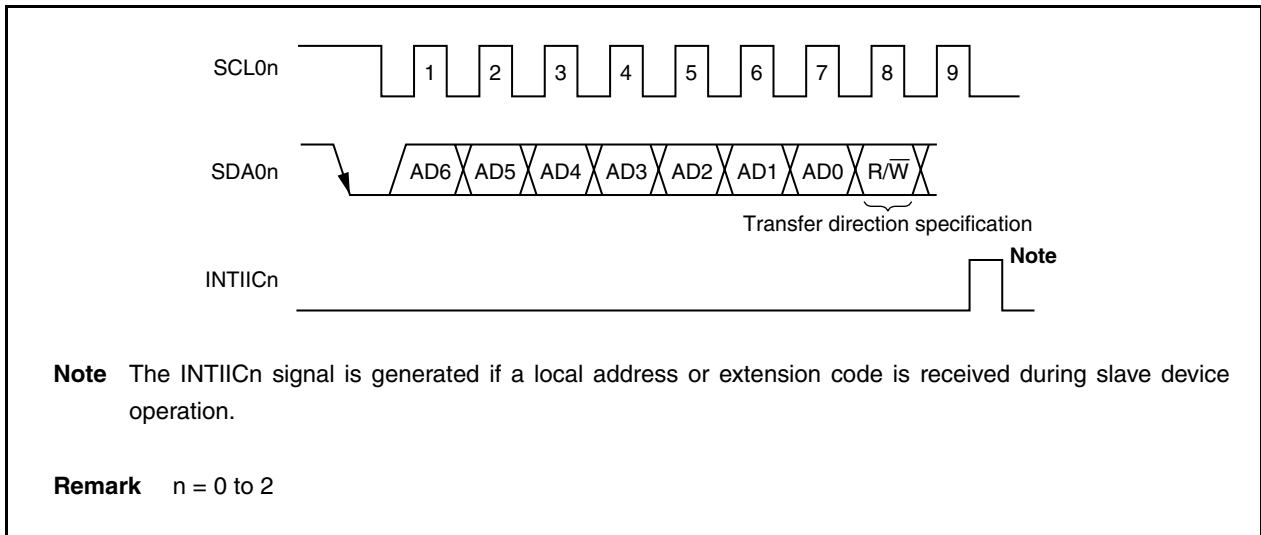 SCL0n
1 2 3 4 5 6 7 8 9
SDA0n
AD6 AD5 AD4 AD3 AD2 AD1 AD0 R/W̅
Transfer direction specification
Note
INTIICn
Note The INTIICn signal is generated if a local address or extension code is received during slave device
operation.
Remark n = 0 to 2